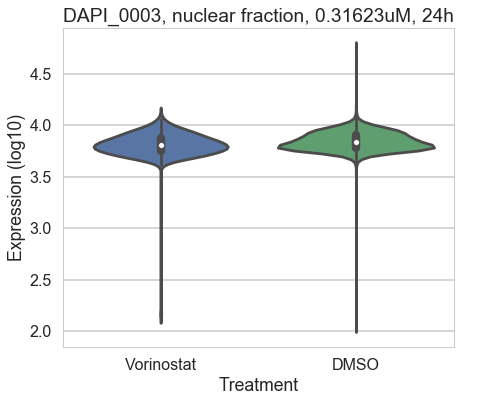 DAPI_0003, nuclear fraction, 0.31623uM, 24h
Expression (log10)
4.5
4.0
3.5
3.0
2.5
2.0
Vorinostat DMSO
Treatment